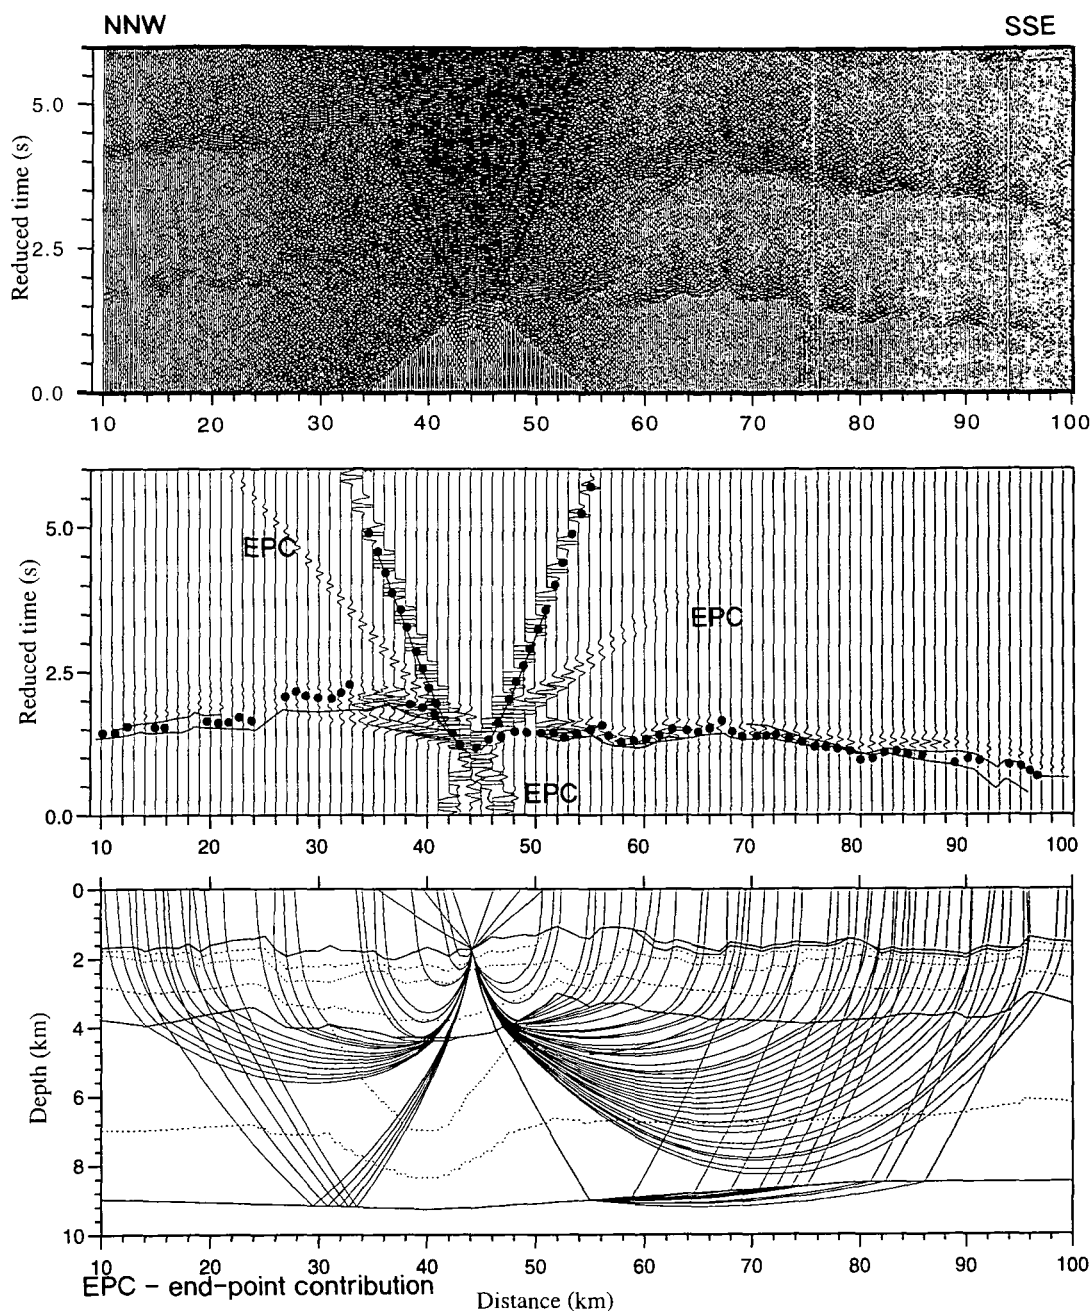 NNW SSE
5.0
2.5
0.0
Reduced time (s)
10 20 30 40 50 60 70 80 90 100
5.0
2.5
0.0
Reduced time (s)
EPC
EPC
EPC
10 20 30 40 50 60 70 80 90 100
0
2
4
6
8
10
Depth (km)
10 20 30 40 50 60 70 80 90 100
EPC – end–point contribution
Distance (km)